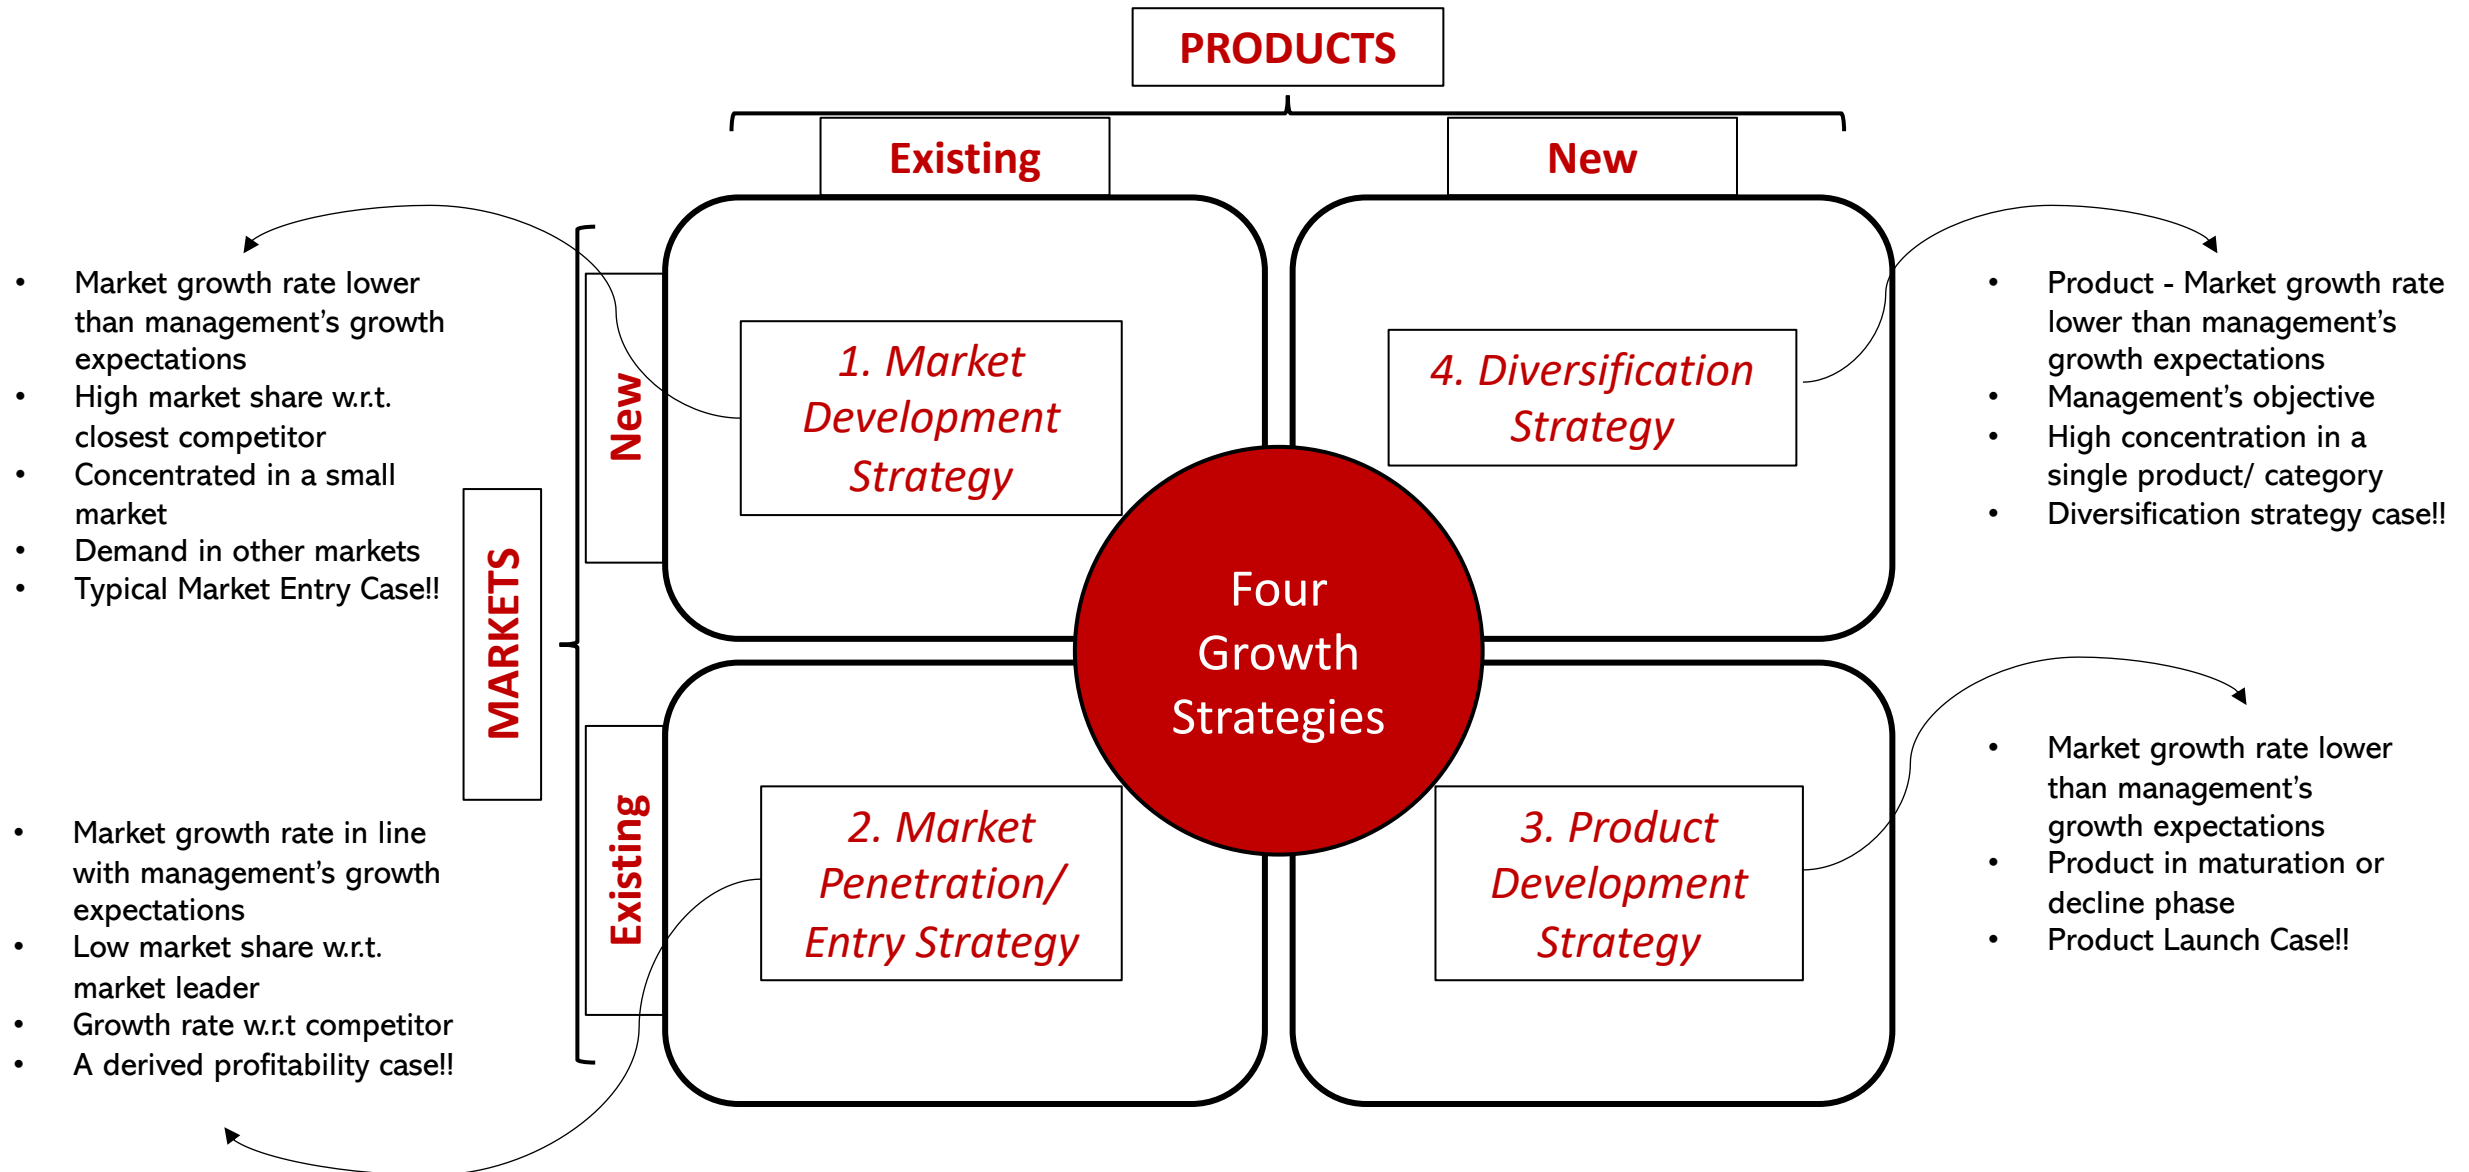 PRODUCTS
Existing
New
• Market growth rate lower
than management’s growth
expectations
• High market share w.r.t.
closest competitor
• Concentrated in a small
market
• Demand in other markets
• Typical Market Entry Case!!
MARKETS
New
1. Market
Development
Strategy
4. Diversification
Strategy
• Product - Market growth rate
lower than management’s
growth expectations
• Management’s objective
• High concentration in a
single product/ category
• Diversification strategy case!!
Four
Growth
Strategies
• Market growth rate in line
with management’s growth
expectations
• Low market share w.r.t.
market leader
• Growth rate w.r.t competitor
• A derived profitability case!!
Existing
2. Market
Penetration/
Entry Strategy
3. Product
Development
Strategy
• Market growth rate lower
than management’s
growth expectations
• Product in maturation or
decline phase
• Product Launch Case!!